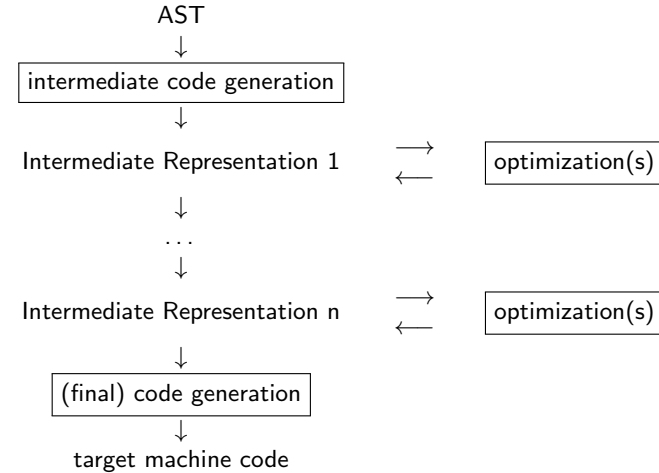 AST
intermediate code generation
Intermediate Representation 1
optimization(s)
...
Intermediate Representation n
optimization(s)
(final) code generation
target machine code